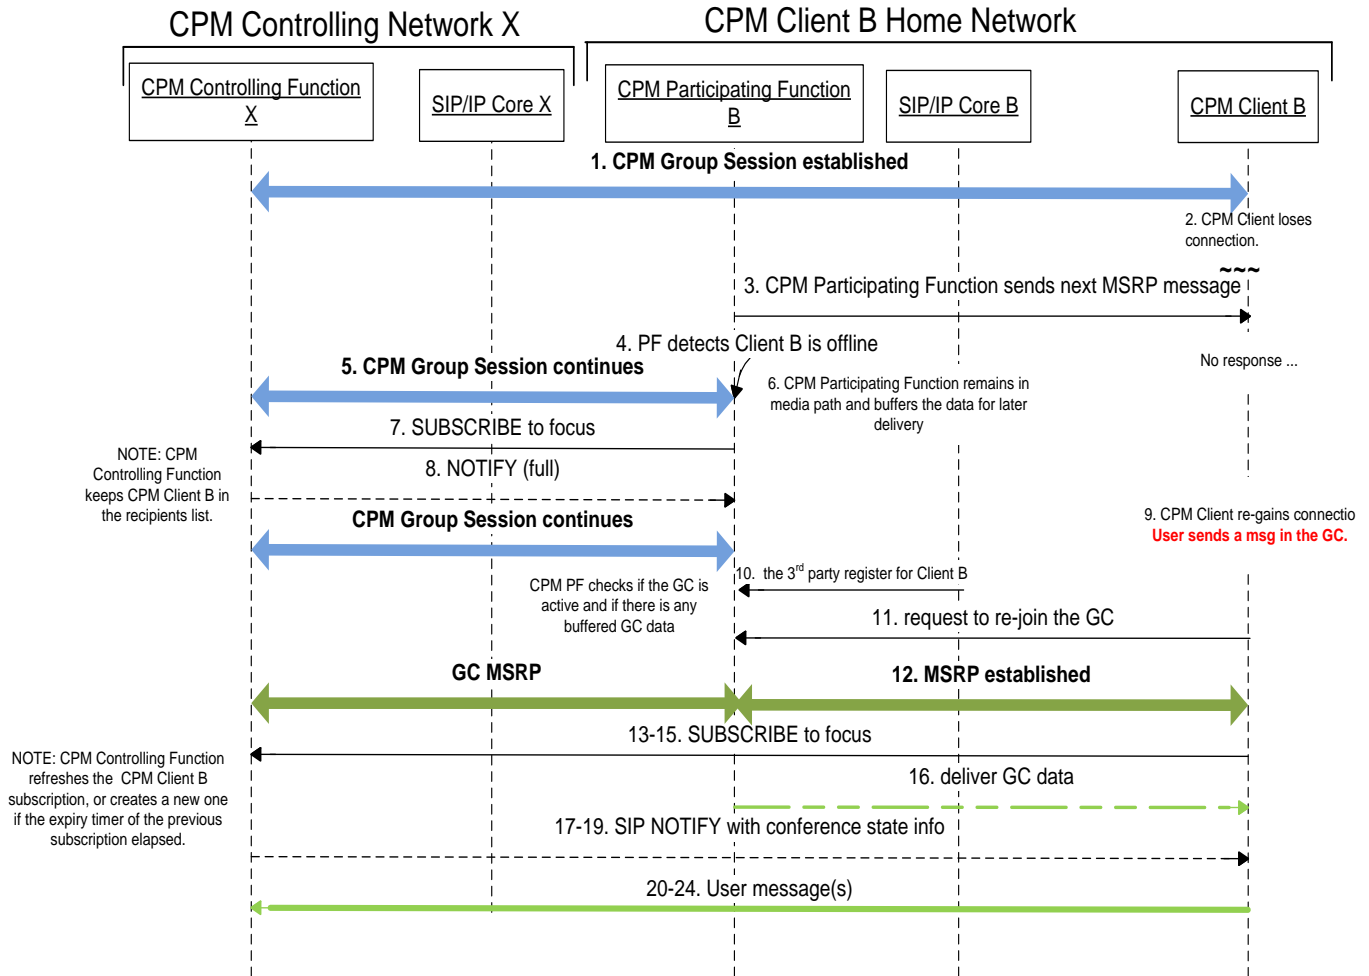 CPM Controlling Network X
CPM Client B Home Network
CPM Controlling Function
X
SIP/IP Core X
CPM Participating Function
B
SIP/IP Core B
CPM Client B
1. CPM Group Session established
2. CPM Client loses
connection.
~~~
3. CPM Participating Function sends next MSRP message
4. PF detects Client B is offline
No response ...
5. CPM Group Session continues
6. CPM Participating Function remains in
media path and buffers the data for later
delivery
7. SUBSCRIBE to focus
NOTE: CPM
Controlling Function
keeps CPM Client B in
the recipients list.
8. NOTIFY (full)
CPM Group Session continues
9. CPM Client re-gains connectio
User sends a msg in the GC.
10. the 3rd party register for Client B
CPM PF checks if the GC is
active and if there is any
buffered GC data
11. request to re-join the GC
GC MSRP
12. MSRP established
13-15. SUBSCRIBE to focus
NOTE: CPM Controlling Function
refreshes the CPM Client B
subscription, or creates a new one
if the expiry timer of the previous
subscription elapsed.
16. deliver GC data
17-19. SIP NOTIFY with conference state info
20-24. User message(s)